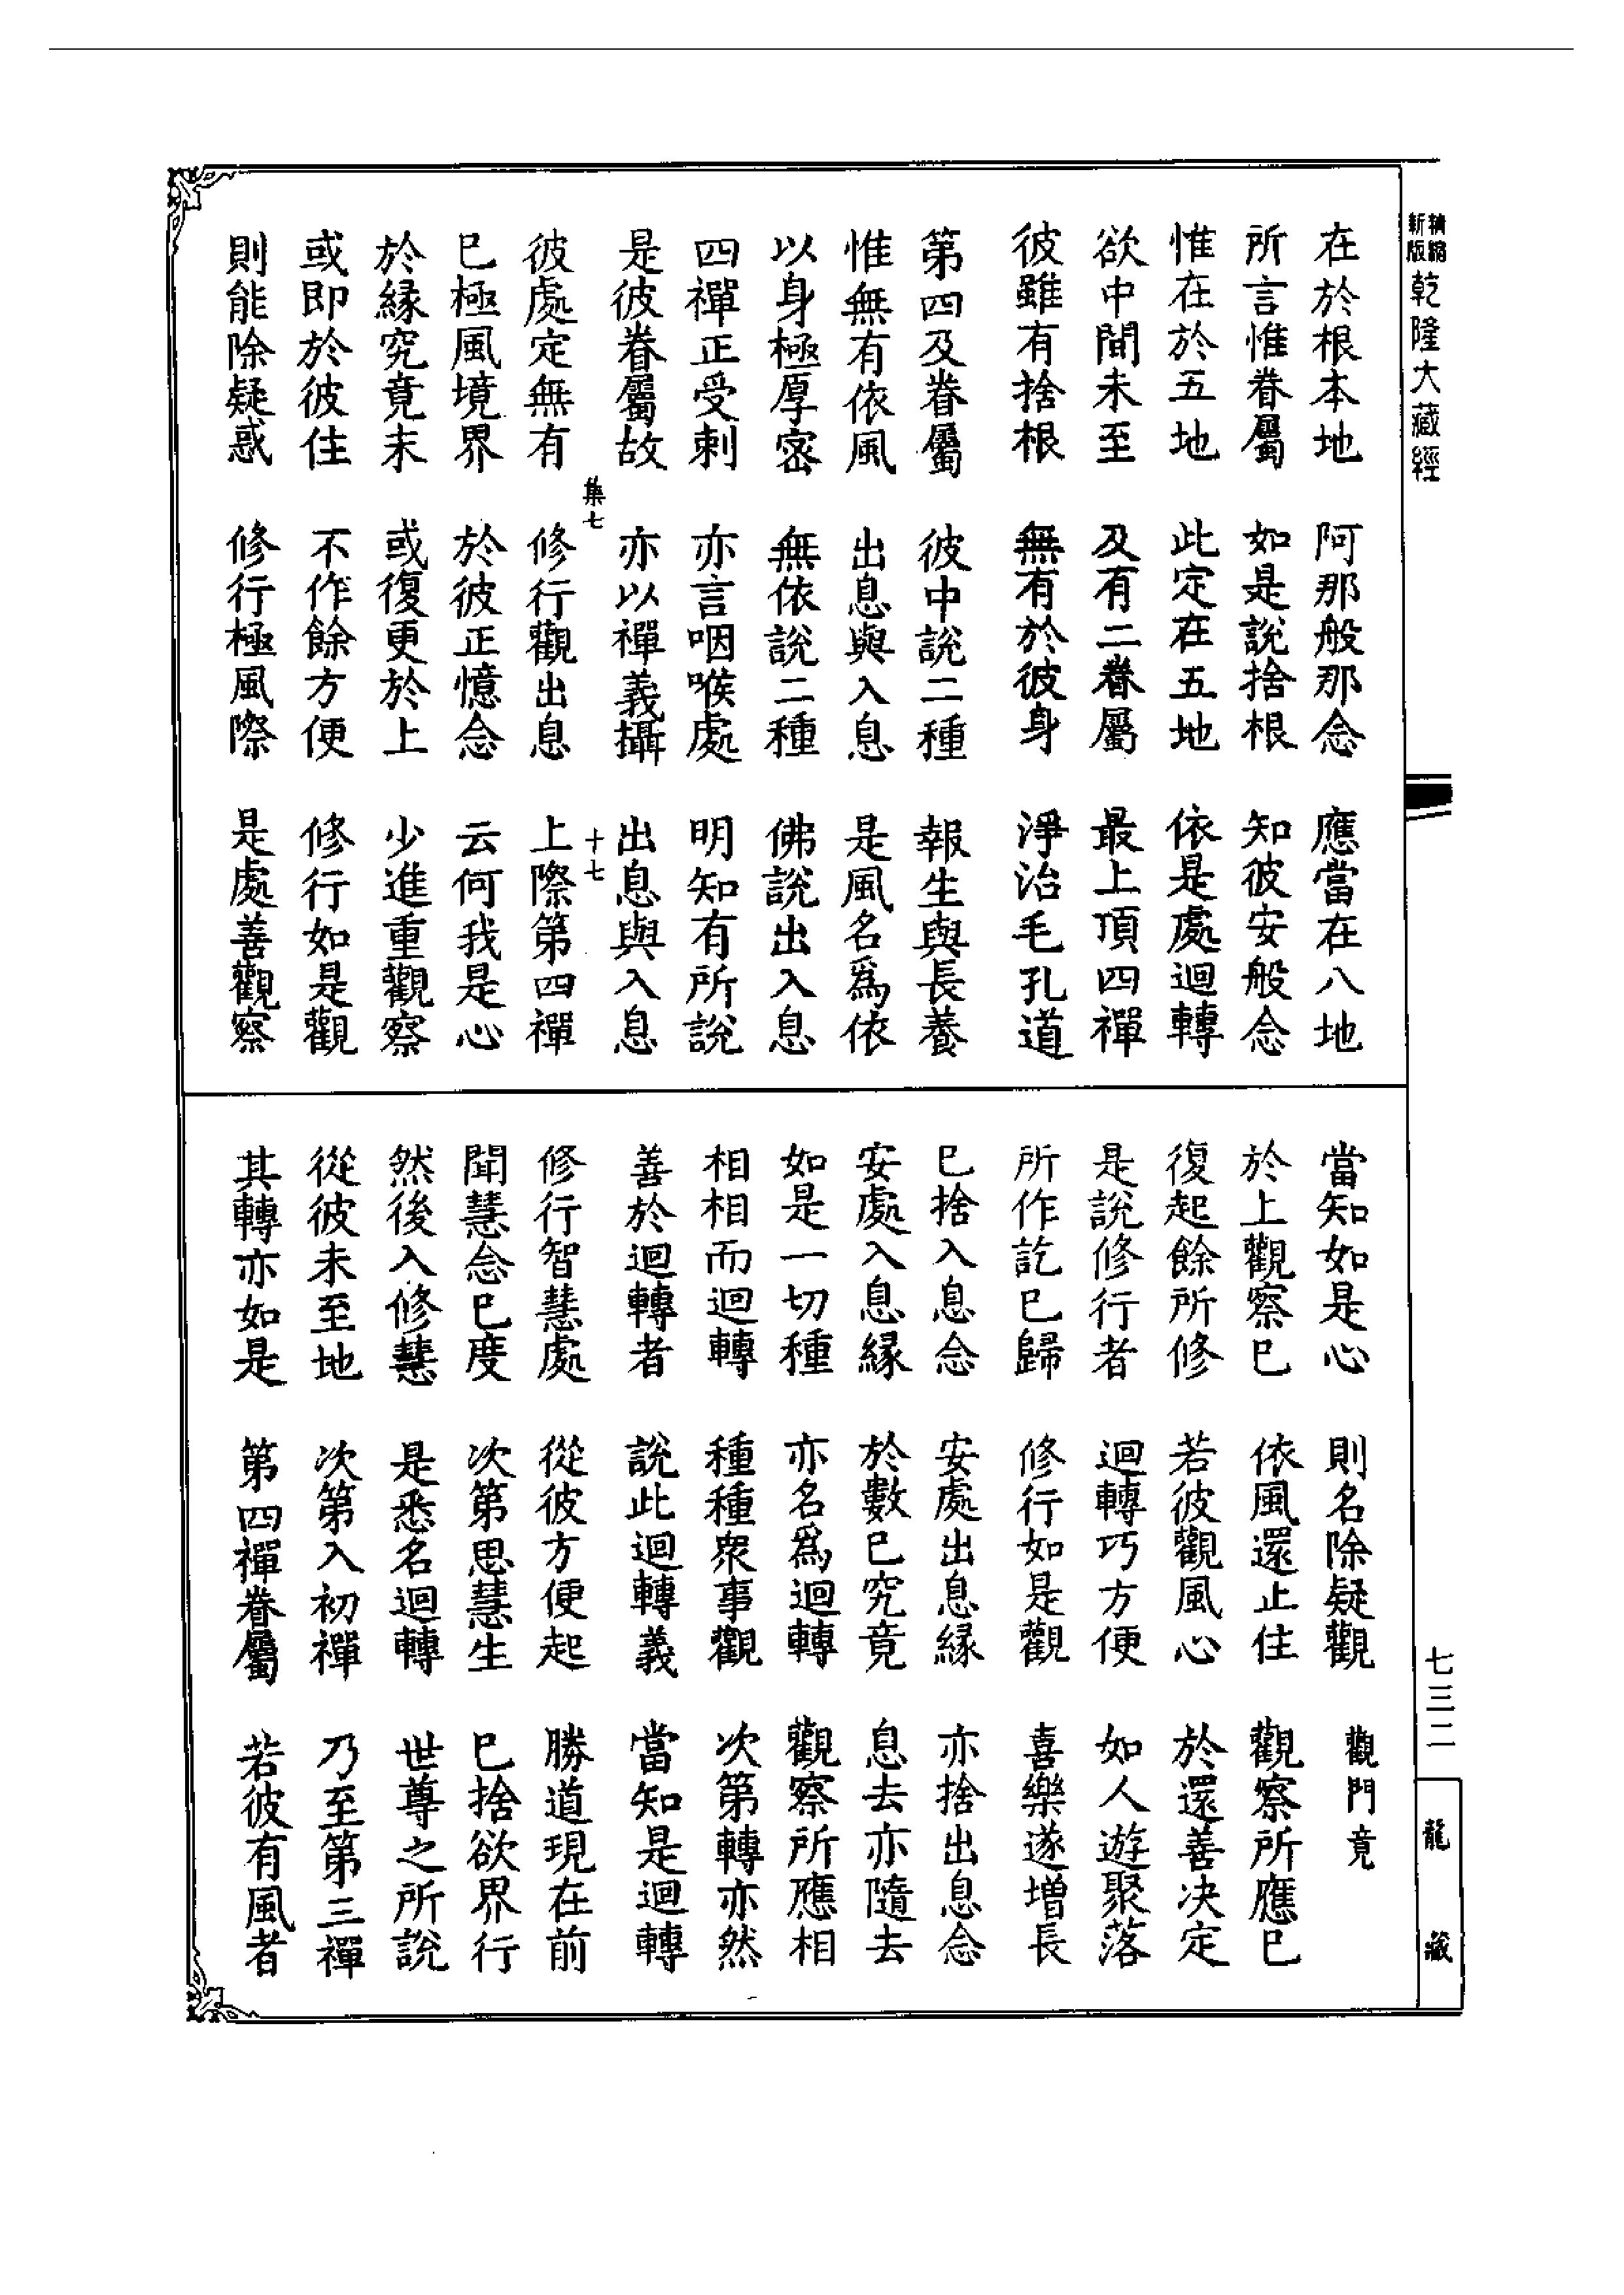 新版 精縮 乾隆大藏經
在於根本地　阿那般那念　應當在八地
所言惟眷屬　如是說捨根　知彼安般念
惟在於五地　此定在五地　依是處迴轉
欲中間未至　及有二眷屬　最上頂四禪
彼雖有捨根　無有於彼身　淨治毛孔道
第四及眷屬　彼中說二種　報生與長養
惟無有依風　出息與入息　是風名爲依
以身極厚密　無依說二種　佛說出入息
四禪正受刺　亦言咽喉處　明知有所說
是彼眷屬故　亦以禪義攝　出息與入息
集七　十七
彼處定無有　修行觀出息　上際第四禪
巳極風境界　於彼正憶念　云何我是心
於緣究竟未　或復更於上　少進重觀察
或即於彼住　不作餘方便　修行如是觀
則能除疑惑　修行極風際　是處善觀察
當知如是心　則名除疑觀　觀門竟
於上觀察巳　依風還止住　觀察所應巳
復起餘所修　若彼觀風心　於還善决定
是說修行者　迴轉巧方便　如人遊聚落
所作訖巳歸　修行如是觀　喜樂遂增長
巳捨入息念　安處出息緣　亦捨出息念
安處入息緣　於數巳究竟　息去亦隨去
如是一切種　亦名爲迴轉　觀察所應相
相相而迴轉　種種衆事觀　次第轉亦然
善於迴轉者　說此迴轉義　當知是迴轉
修行智慧處　從彼方便起　勝道現在前
聞慧念巳度　次第思慧生　巳捨欲界行
然後入修慧　是悉名迴轉　世尊之所說
從彼未至地　次第入初禪　乃至第三禪
其轉亦如是　第四禪眷屬　若彼有風者
七三二
龍藏